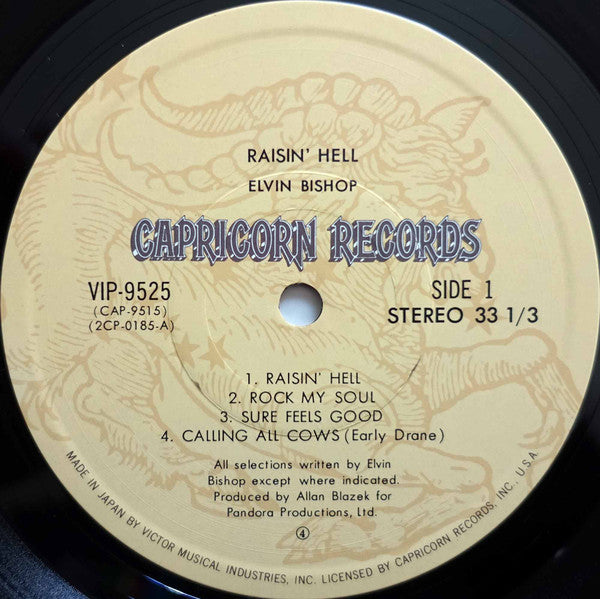 RAISIN' HELL
ELVIN BISHOP
CAPRICORN RECORDS
VIP-9525
(CAP-9515)
(2CP-0185-A)
SIDE 1
STEREO 33 1/3
1. RAISIN' HELL
2. ROCK MY SOUL
3. SURE FEELS GOOD
4. CALLING ALL COWS (Early Drane)
All selections written by Elvin
Bishop except where indicated.
Produced by Allan Blazek for
Pandora Productions, Ltd.
④
MADE IN JAPAN BY VICTOR MUSICAL INDUSTRIES, INC. LICENSED BY CAPRICORN RECORDS, INC., U.S.A.